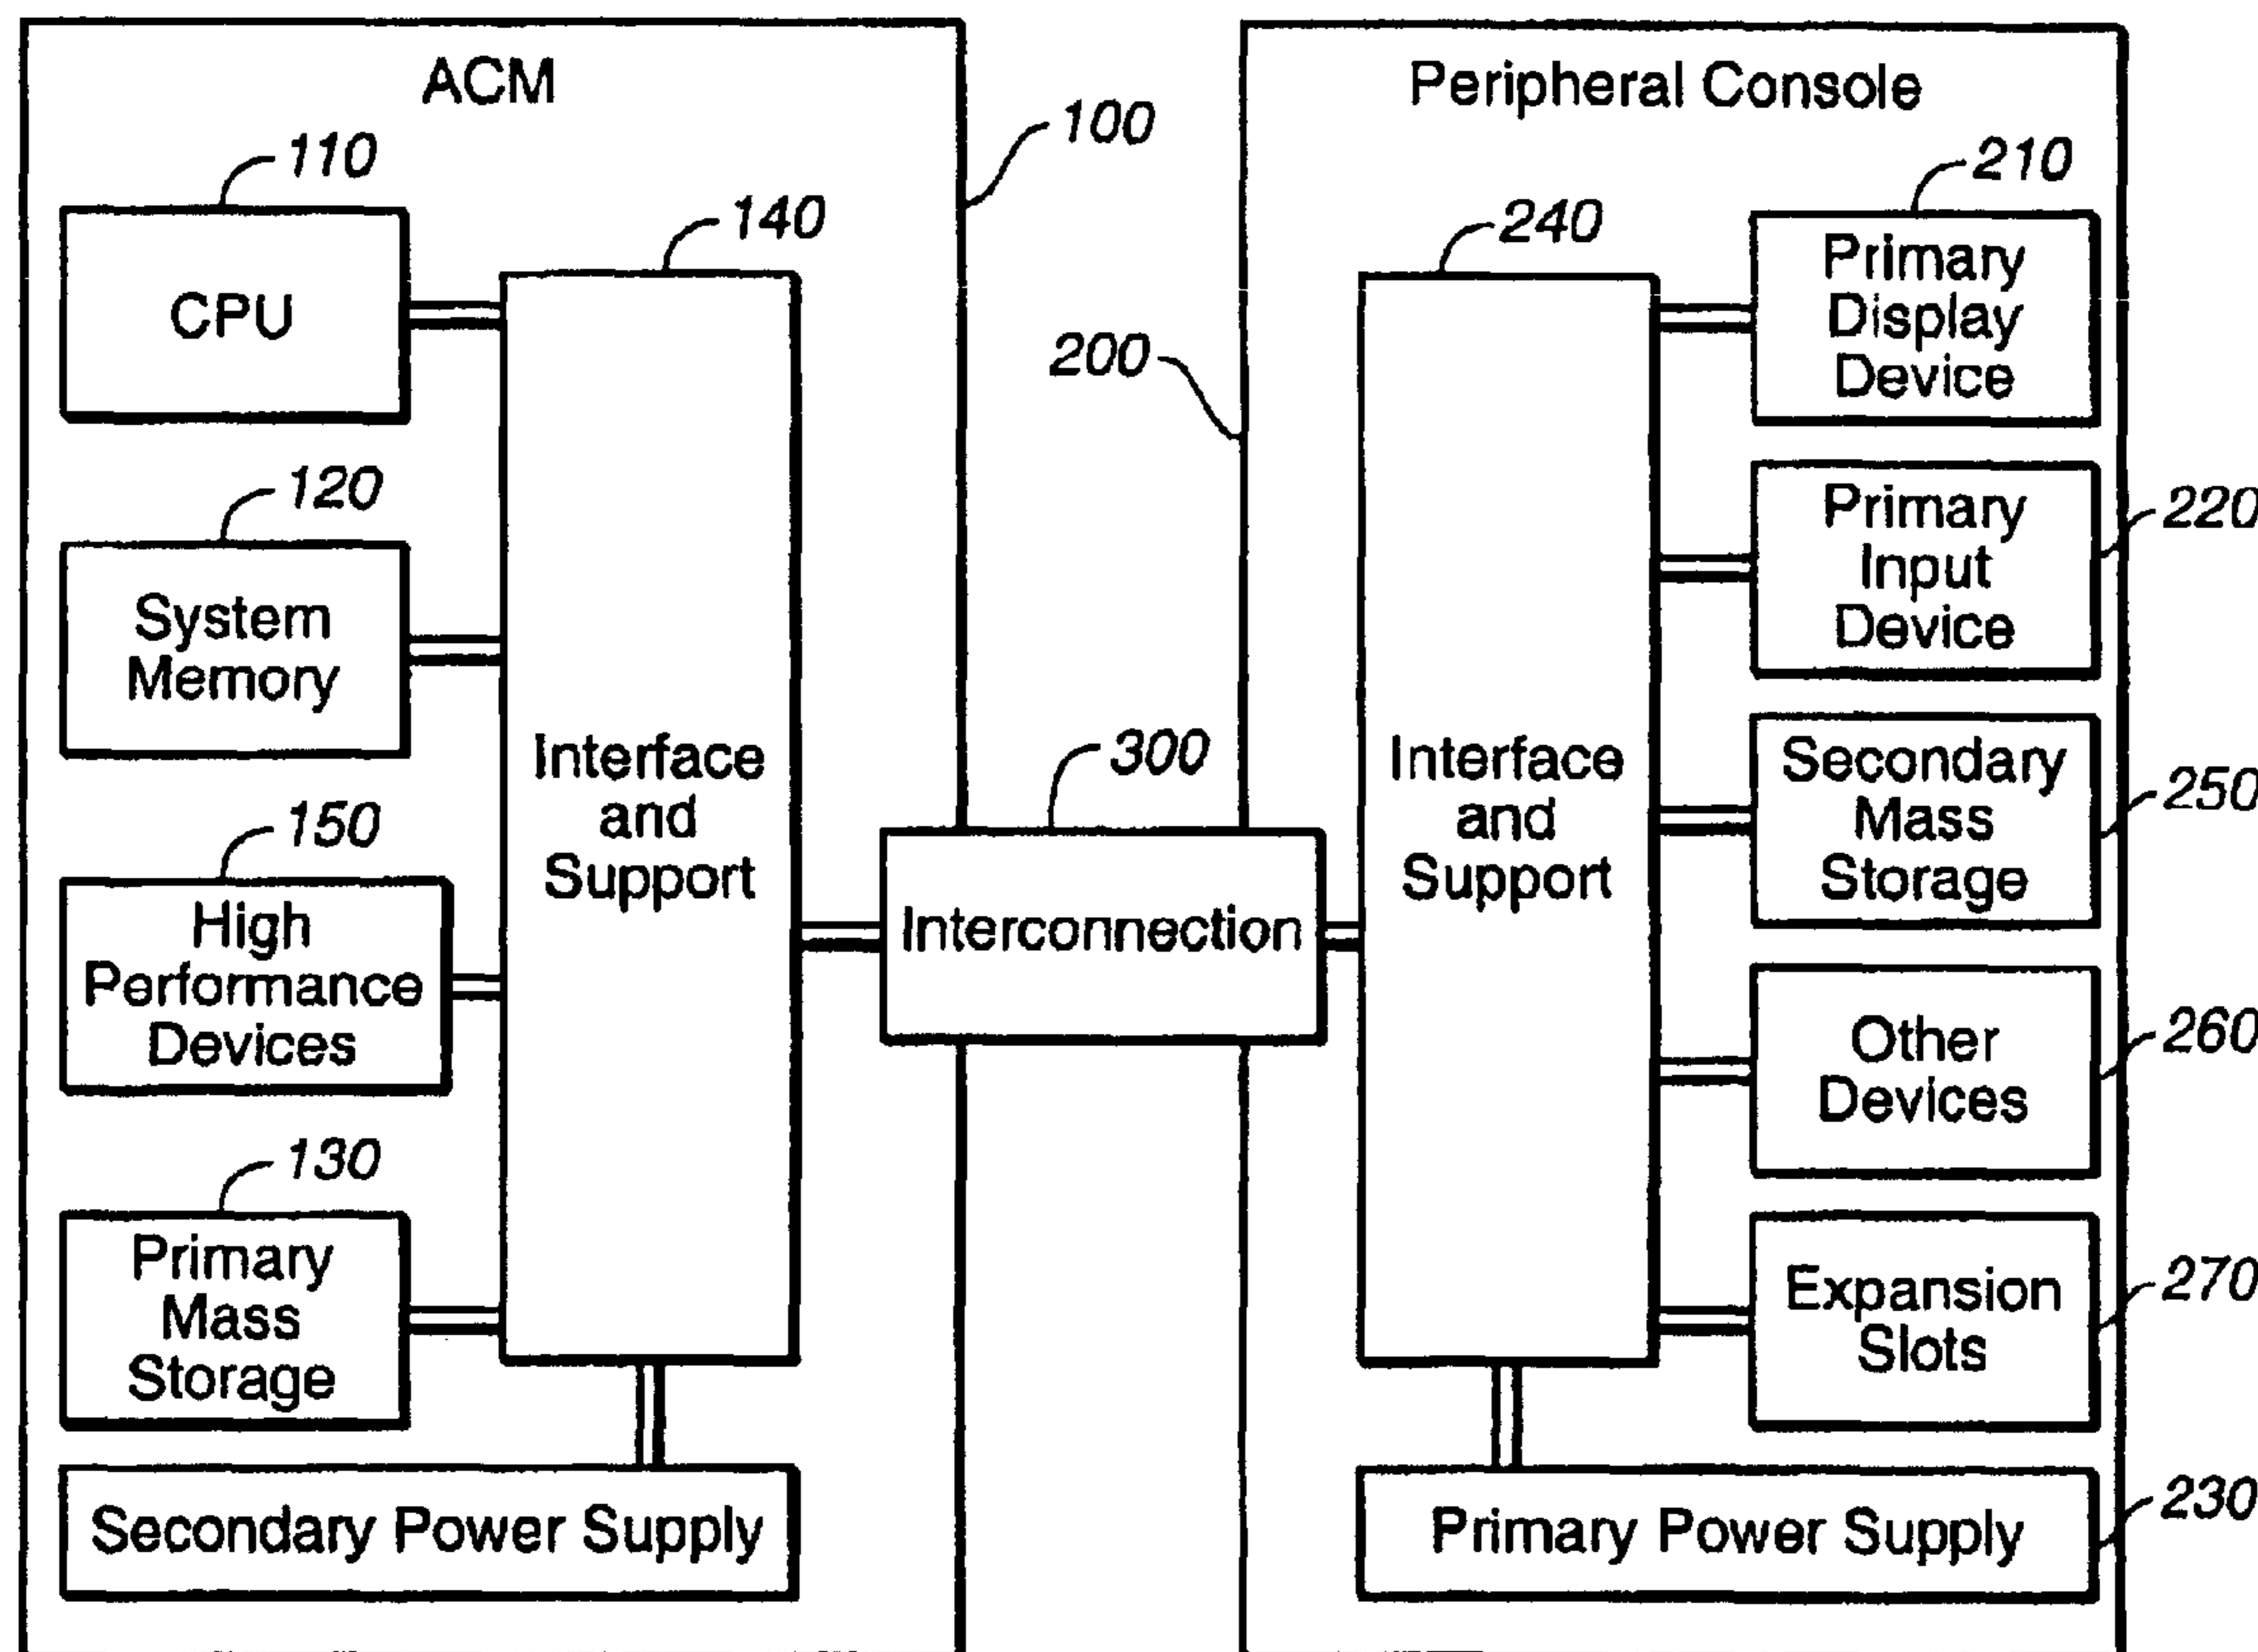 ACM
100
110
CPU
140
120
System
Memory
150
High
Performance
Devices
130
Primary
Mass
Storage
Interface
and
Support
Secondary Power Supply
300
Interconnection
Peripheral Console
200
240
Interface
and
Support
210
Primary
Display
Device
220
Primary
Input
Device
250
Secondary
Mass
Storage
260
Other
Devices
270
Expansion
Slots
230
Primary Power Supply